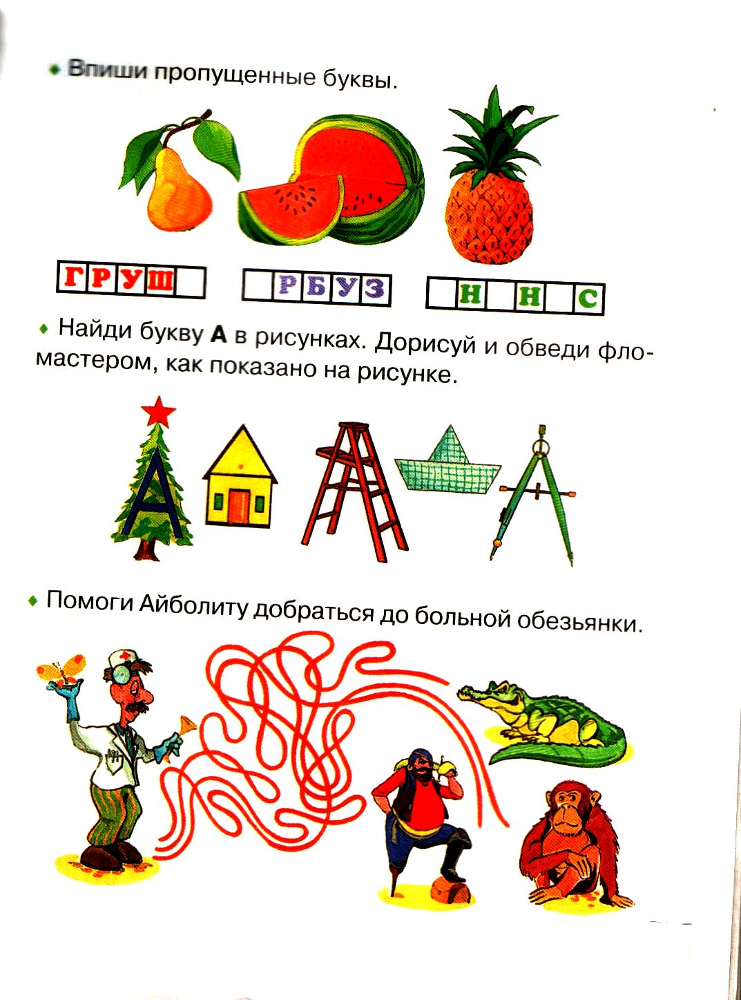 Впиши пропущенные буквы.
ГРУШ РБУЗ Н Н С
Найди букву А в рисунках. Дорисуй и обведи фло-
мастером, как показано на рисунке.
А
Помоги Айболиту добраться до больной обезьянки.